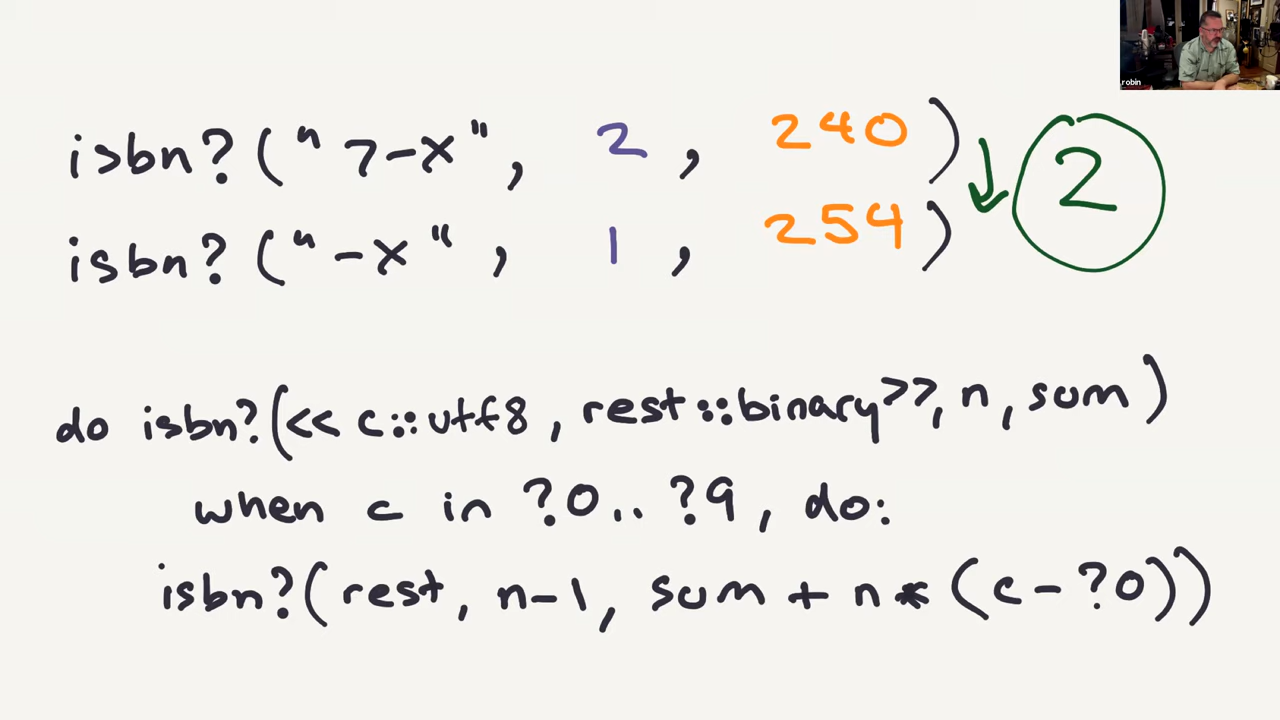 robin
isbn?("7-X", 2, 240)
2
isbn?("-X", 1, 254)
do isbn?(<<c::utf8, rest::binary>>, n, sum)
when c in ?0..?9, do:
isbn?(rest, n-1, sum + n*(c-?0))